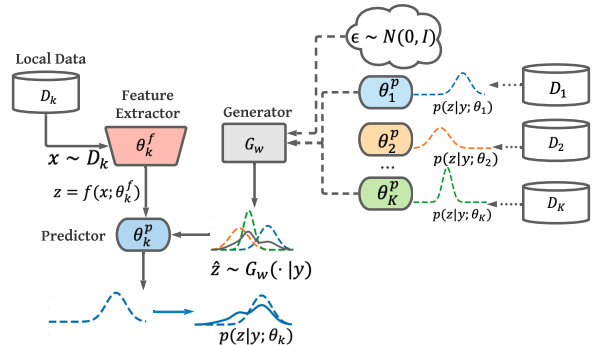 ϵ ~ N(0, I)
Local Data
D_k
Feature
Extractor
θ_k^f
x ~ D_k
z = f(x; θ_k^f)
Generator
G_w
θ_1^p
p(z|y; θ_1)
D_1
θ_2^p
p(z|y; θ_2)
D_2
...
θ_K^p
p(z|y; θ_K)
D_K
Predictor
θ_k^p
ẑ ~ G_w(· |y)
p(z|y; θ_k)